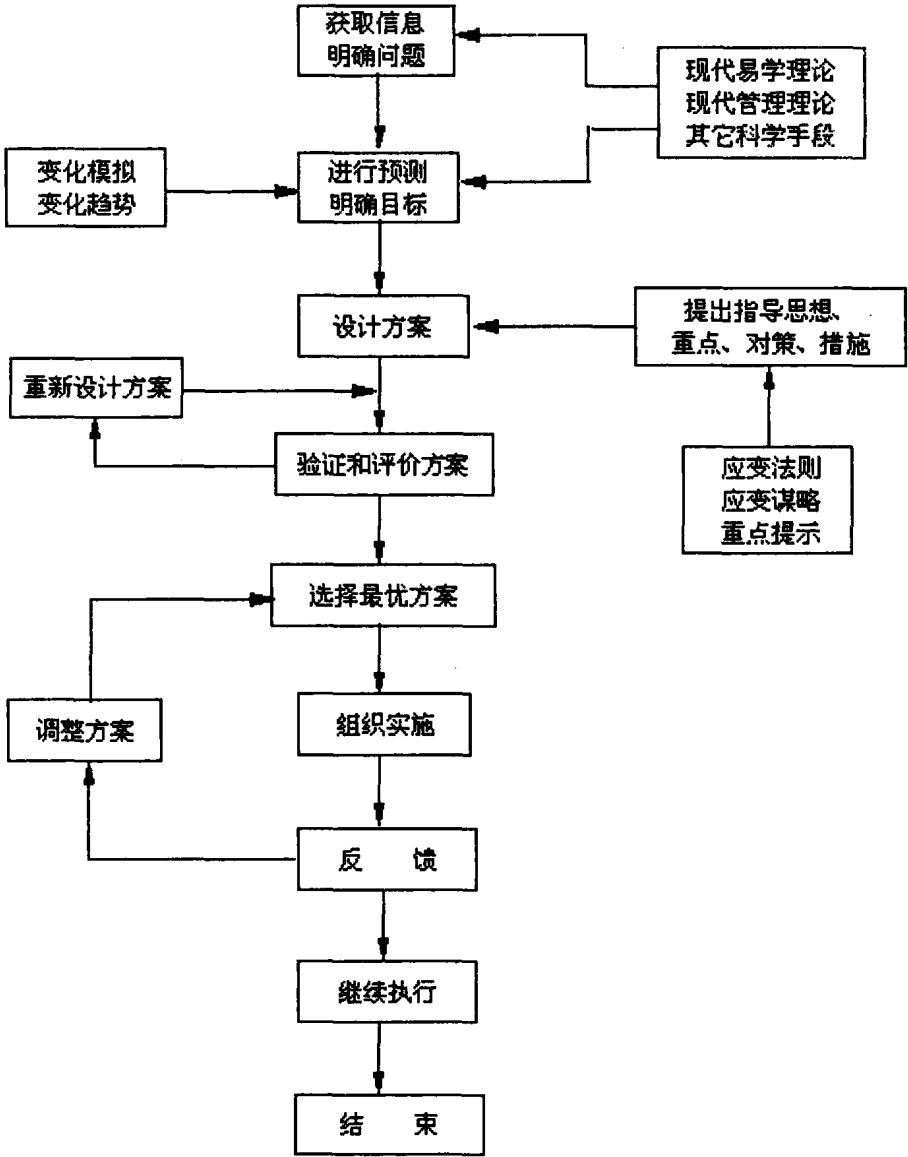 获取信息
明确问题
现代易学理论
现代管理理论
其它科学手段
变化模拟
变化趋势
进行预测
明确目标
设计方案
提出指导思想、
重点、对策、措施
重新设计方案
验证和评价方案
应变法则
应变谋略
重点提示
选择最优方案
调整方案
组织实施
反 馈
继续执行
结 束